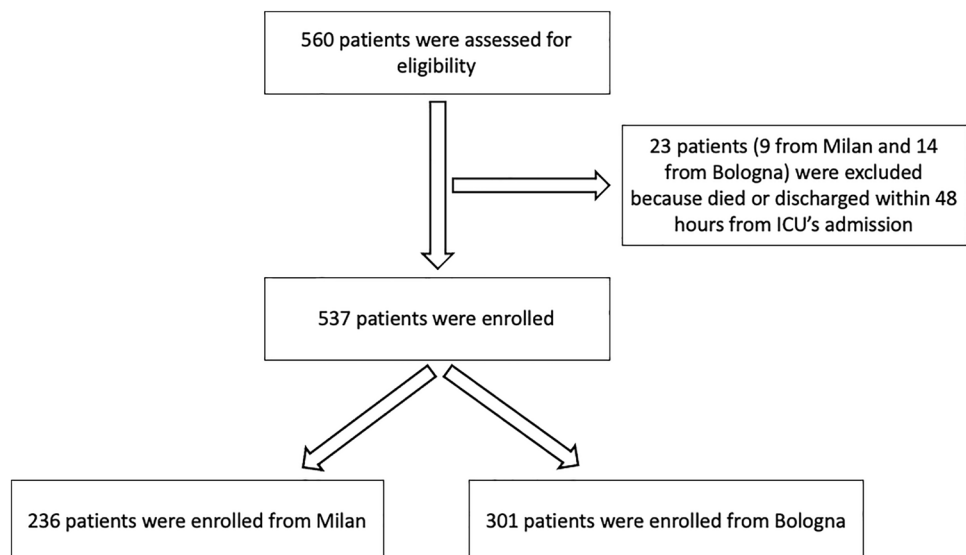 560 patients were assessed for
eligibility
23 patients (9 from Milan and 14
from Bologna) were excluded
because died or discharged within 48
hours from ICU's admission
537 patients were enrolled
236 patients were enrolled from Milan
301 patients were enrolled from Bologna